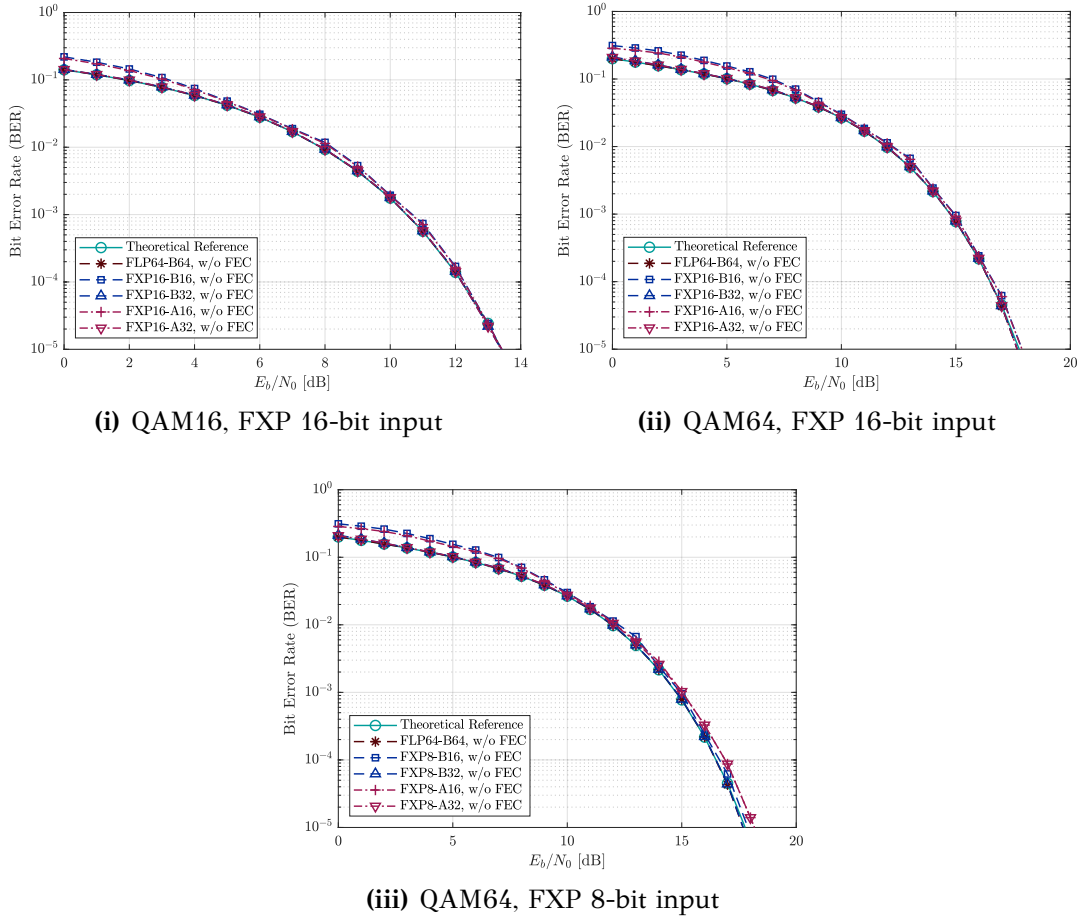 10^0
10^-1
10^-2
10^-3
10^-4
10^-5
Bit Error Rate (BER)
Theoretical Reference
FLP64-B64, w/o FEC
FXP16-B16, w/o FEC
FXP16-B32, w/o FEC
FXP16-A16, w/o FEC
FXP16-A32, w/o FEC
0 2 4 6 8 10 12 14
E_b/N_0 [dB]
(i) QAM16, FXP 16-bit input
10^0
10^-1
10^-2
10^-3
10^-4
10^-5
Bit Error Rate (BER)
Theoretical Reference
FLP64-B64, w/o FEC
FXP16-B16, w/o FEC
FXP16-B32, w/o FEC
FXP16-A16, w/o FEC
FXP16-A32, w/o FEC
0 5 10 15 20
E_b/N_0 [dB]
(ii) QAM64, FXP 16-bit input
10^0
10^-1
10^-2
10^-3
10^-4
10^-5
Bit Error Rate (BER)
Theoretical Reference
FLP64-B64, w/o FEC
FXP8-B16, w/o FEC
FXP8-B32, w/o FEC
FXP8-A16, w/o FEC
FXP8-A32, w/o FEC
0 5 10 15 20
E_b/N_0 [dB]
(iii) QAM64, FXP 8-bit input